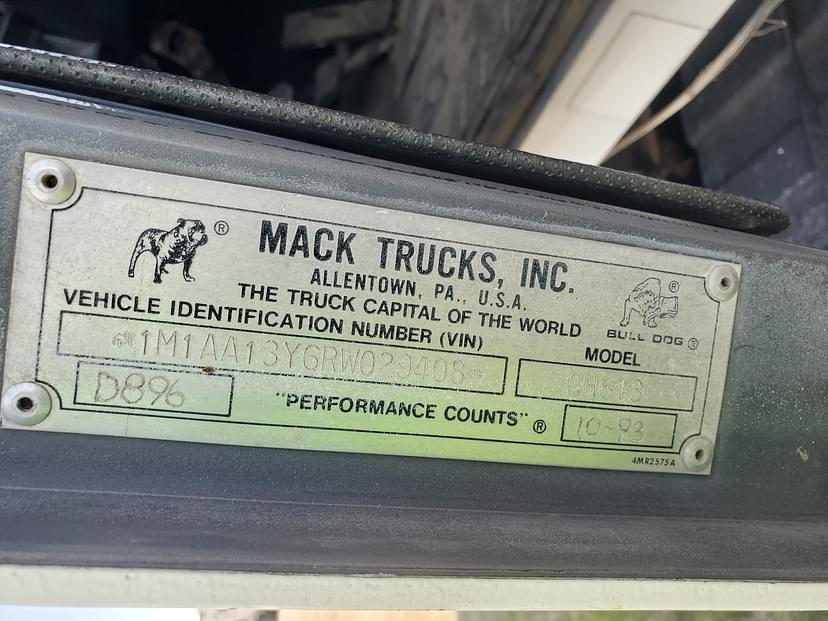 ® MACK TRUCKS, INC.
ALLENTOWN, PA., U.S.A.
THE TRUCK CAPITAL OF THE WORLD
® BULL DOG ®
VEHICLE IDENTIFICATION NUMBER (VIN)
MODEL
1M1AA13Y6RW029408
CH613
D896
"PERFORMANCE COUNTS" ®
10-93
4MR2575A